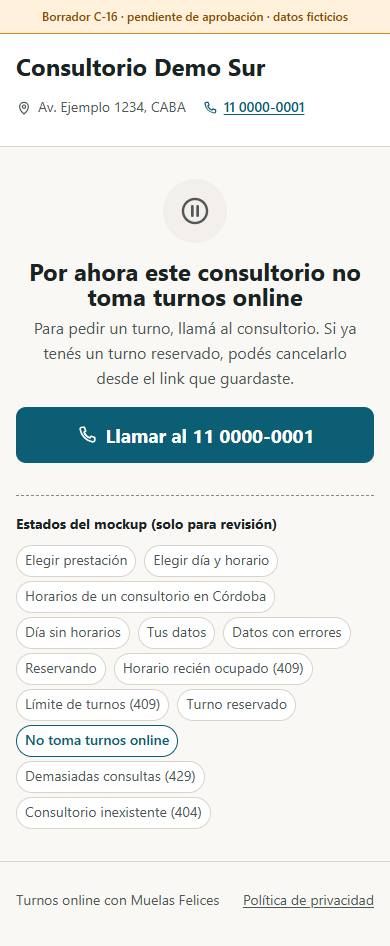 Borrador C-16 · pendiente de aprobación · datos ficticios
Consultorio Demo Sur
Av. Ejemplo 1234, CABA 11 0000-0001
Por ahora este consultorio no
toma turnos online
Para pedir un turno, llamá al consultorio. Si ya
tenés un turno reservado, podés cancelarlo
desde el link que guardaste.
Llamar al 11 0000-0001
Estados del mockup (solo para revisión)
Elegir prestación Elegir día y horario
Horarios de un consultorio en Córdoba
Día sin horarios Tus datos Datos con errores
Reservando Horario recién ocupado (409)
Límite de turnos (409) Turno reservado
No toma turnos online
Demasiadas consultas (429)
Consultorio inexistente (404)
Turnos online con Muelas Felices Política de privacidad